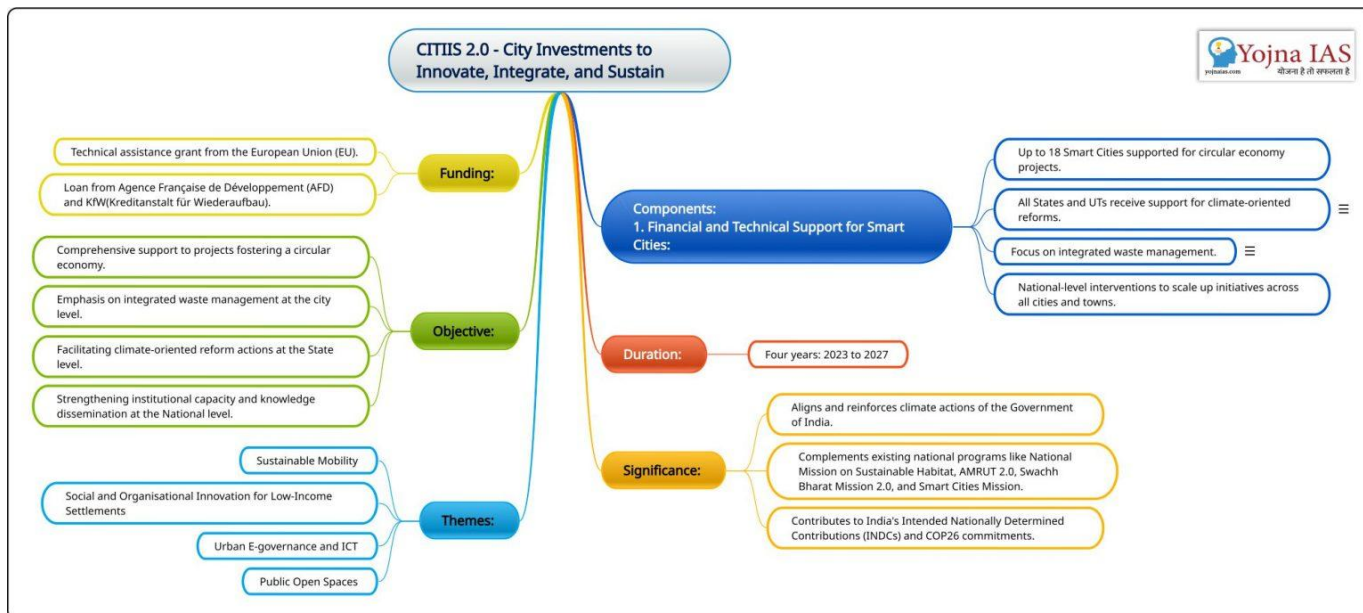 CITIIS 2.0 - City Investments to
Innovate, Integrate, and Sustain
Yojna IAS
yojnaias.com
योजना है तो सफलता है
Funding:
Technical assistance grant from the European Union (EU).
Loan from Agence Française de Développement (AFD)
and KfW(Kreditanstalt für Wiederaufbau).
Objective:
Comprehensive support to projects fostering a circular
economy.
Emphasis on integrated waste management at the city
level.
Facilitating climate-oriented reform actions at the State
level.
Strengthening institutional capacity and knowledge
dissemination at the National level.
Themes:
Sustainable Mobility
Social and Organisational Innovation for Low-Income
Settlements
Urban E-governance and ICT
Public Open Spaces
Components:
1. Financial and Technical Support for Smart
Cities:
Up to 18 Smart Cities supported for circular economy
projects.
All States and UTs receive support for climate-oriented
reforms.
Focus on integrated waste management.
National-level interventions to scale up initiatives across
all cities and towns.
Duration:
Four years: 2023 to 2027
Significance:
Aligns and reinforces climate actions of the Government
of India.
Complements existing national programs like National
Mission on Sustainable Habitat, AMRUT 2.0, Swachh
Bharat Mission 2.0, and Smart Cities Mission.
Contributes to India's Intended Nationally Determined
Contributions (INDCs) and COP26 commitments.